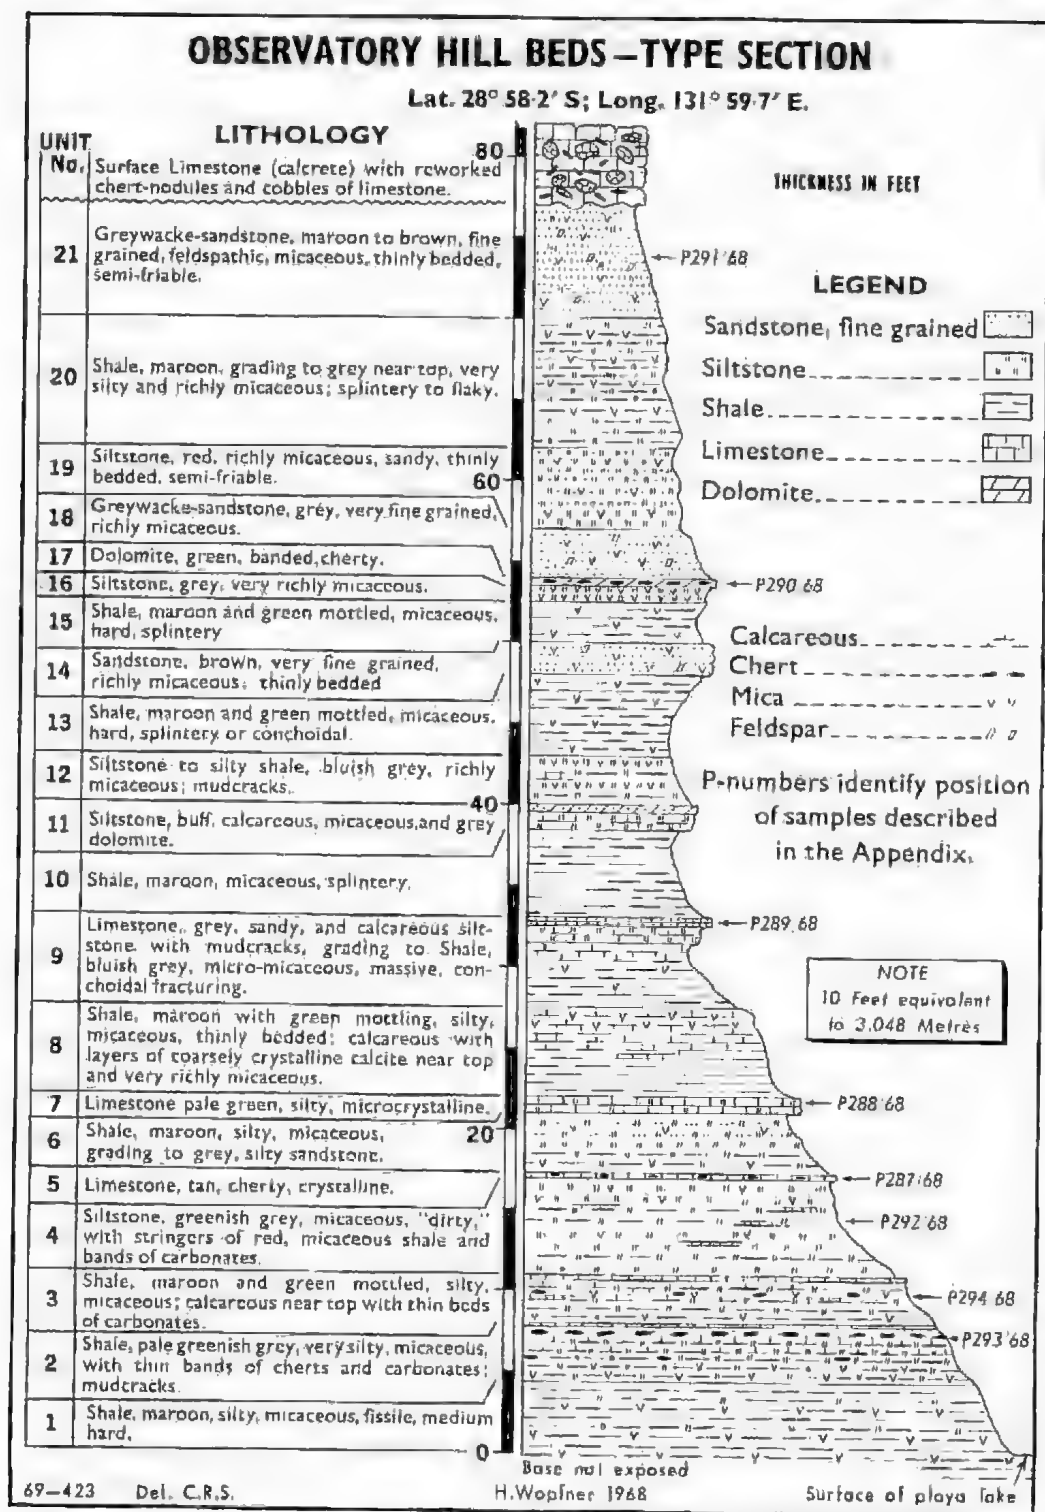 OBSERVATORY HILL BEDS – TYPE SECTION
Lat. 28° 58·2' S; Long. 131° 59·7' E.
UNIT No.
LITHOLOGY
THICKNESS IN FEET
80
Surface Limestone (calcrete) with reworked
chert-nodules and cobbles of limestone.
21
Greywacke-sandstone, maroon to brown, fine
grained, feldspathic, micaceous, thinly bedded,
semi-friable.
20
Shale, maroon, grading to grey near top, very
silty and richly micaceous; splintery to flaky.
19
Siltstone, red, richly micaceous, sandy, thinly
bedded, semi-friable.
60
18
Greywacke-sandstone, grey, very fine grained,
richly micaceous.
17
Dolomite, green, banded, cherty.
16
Siltstone, grey, very richly micaceous.
15
Shale, maroon and green mottled, micaceous,
hard, splintery
14
Sandstone, brown, very fine grained,
richly micaceous; thinly bedded
13
Shale, maroon and green mottled, micaceous,
hard, splintery or conchoidal.
12
Siltstone to silty shale, bluish grey, richly
micaceous; mudcracks.
40
11
Siltstone, buff, calcareous, micaceous, and grey
dolomite.
10
Shale, maroon, micaceous, splintery.
9
Limestone, grey, sandy, and calcareous silt-
stone with mudcracks, grading to Shale,
bluish grey, micro-micaceous, massive, con-
choidal fracturing.
8
Shale, maroon with green mottling, silty,
micaceous, thinly bedded; calcareous with
layers of coarsely crystalline calcite near top
and very richly micaceous.
7
Limestone pale green, silty, microcrystalline.
20
6
Shale, maroon, silty, micaceous,
grading to grey, silty sandstone.
5
Limestone, tan, cherty, crystalline.
4
Siltstone, greenish grey, micaceous, "dirty,"
with stringers of red, micaceous shale and
bands of carbonates.
3
Shale, maroon and green mottled, silty,
micaceous; calcareous near top with thin beds
of carbonates.
2
Shale, pale greenish grey, very silty, micaceous,
with thin bands of cherts and carbonates;
mudcracks.
1
Shale, maroon, silty, micaceous, fissile, medium
hard.
0
P291/68
P290/68
P289/68
P288/68
P287/68
P292/68
P294/68
P293/68
LEGEND
Sandstone, fine grained
Siltstone
Shale
Limestone
Dolomite
Calcareous
Chert
Mica
Feldspar
P-numbers identify position
of samples described
in the Appendix.
NOTE
10 Feet equivalent
to 3.048 Metres
Base not exposed
69–423 Del. C.R.S. H. Wopfner 1968 Surface of playa lake